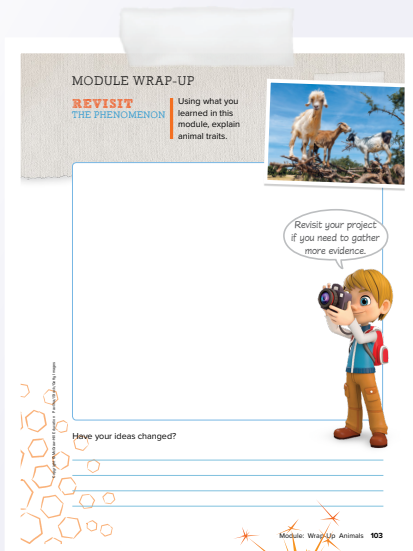 MODULE WRAP-UP
REVISIT
THE PHENOMENON
Using what you
learned in this
module, explain
animal traits.
Revisit your project
if you need to gather
more evidence.
Have your ideas changed?
Module: Wrap-Up Animals 103